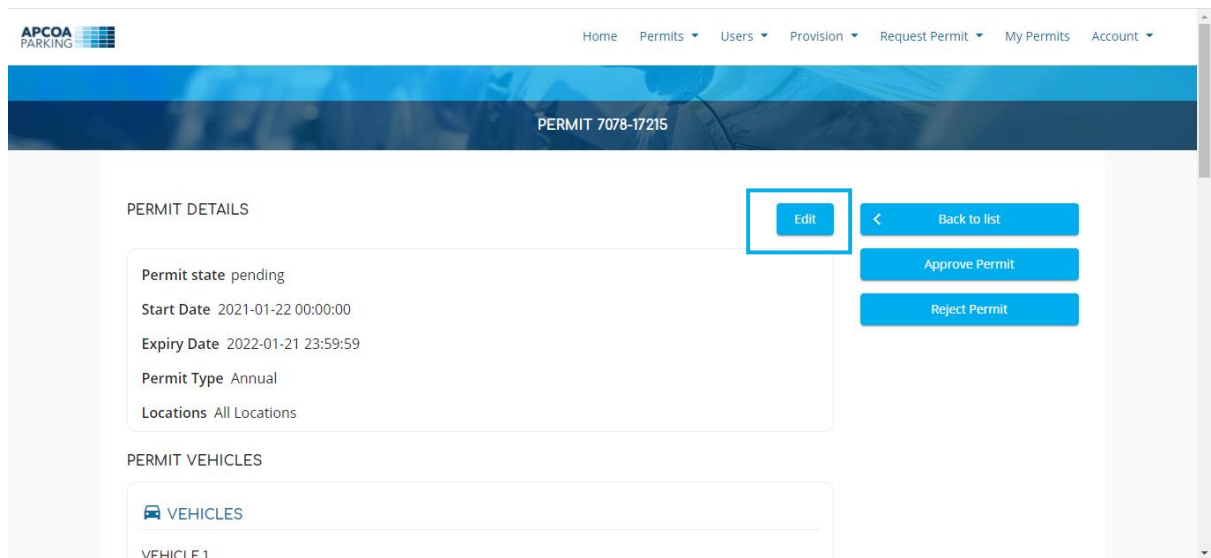 APCOA
PARKING
Home Permits Users Provision Request Permit My Permits Account
PERMIT 7078-17215
PERMIT DETAILS
Edit
Back to list
Approve Permit
Reject Permit
Permit state pending
Start Date 2021-01-22 00:00:00
Expiry Date 2022-01-21 23:59:59
Permit Type Annual
Locations All Locations
PERMIT VEHICLES
VEHICLES
VEHICLE 1